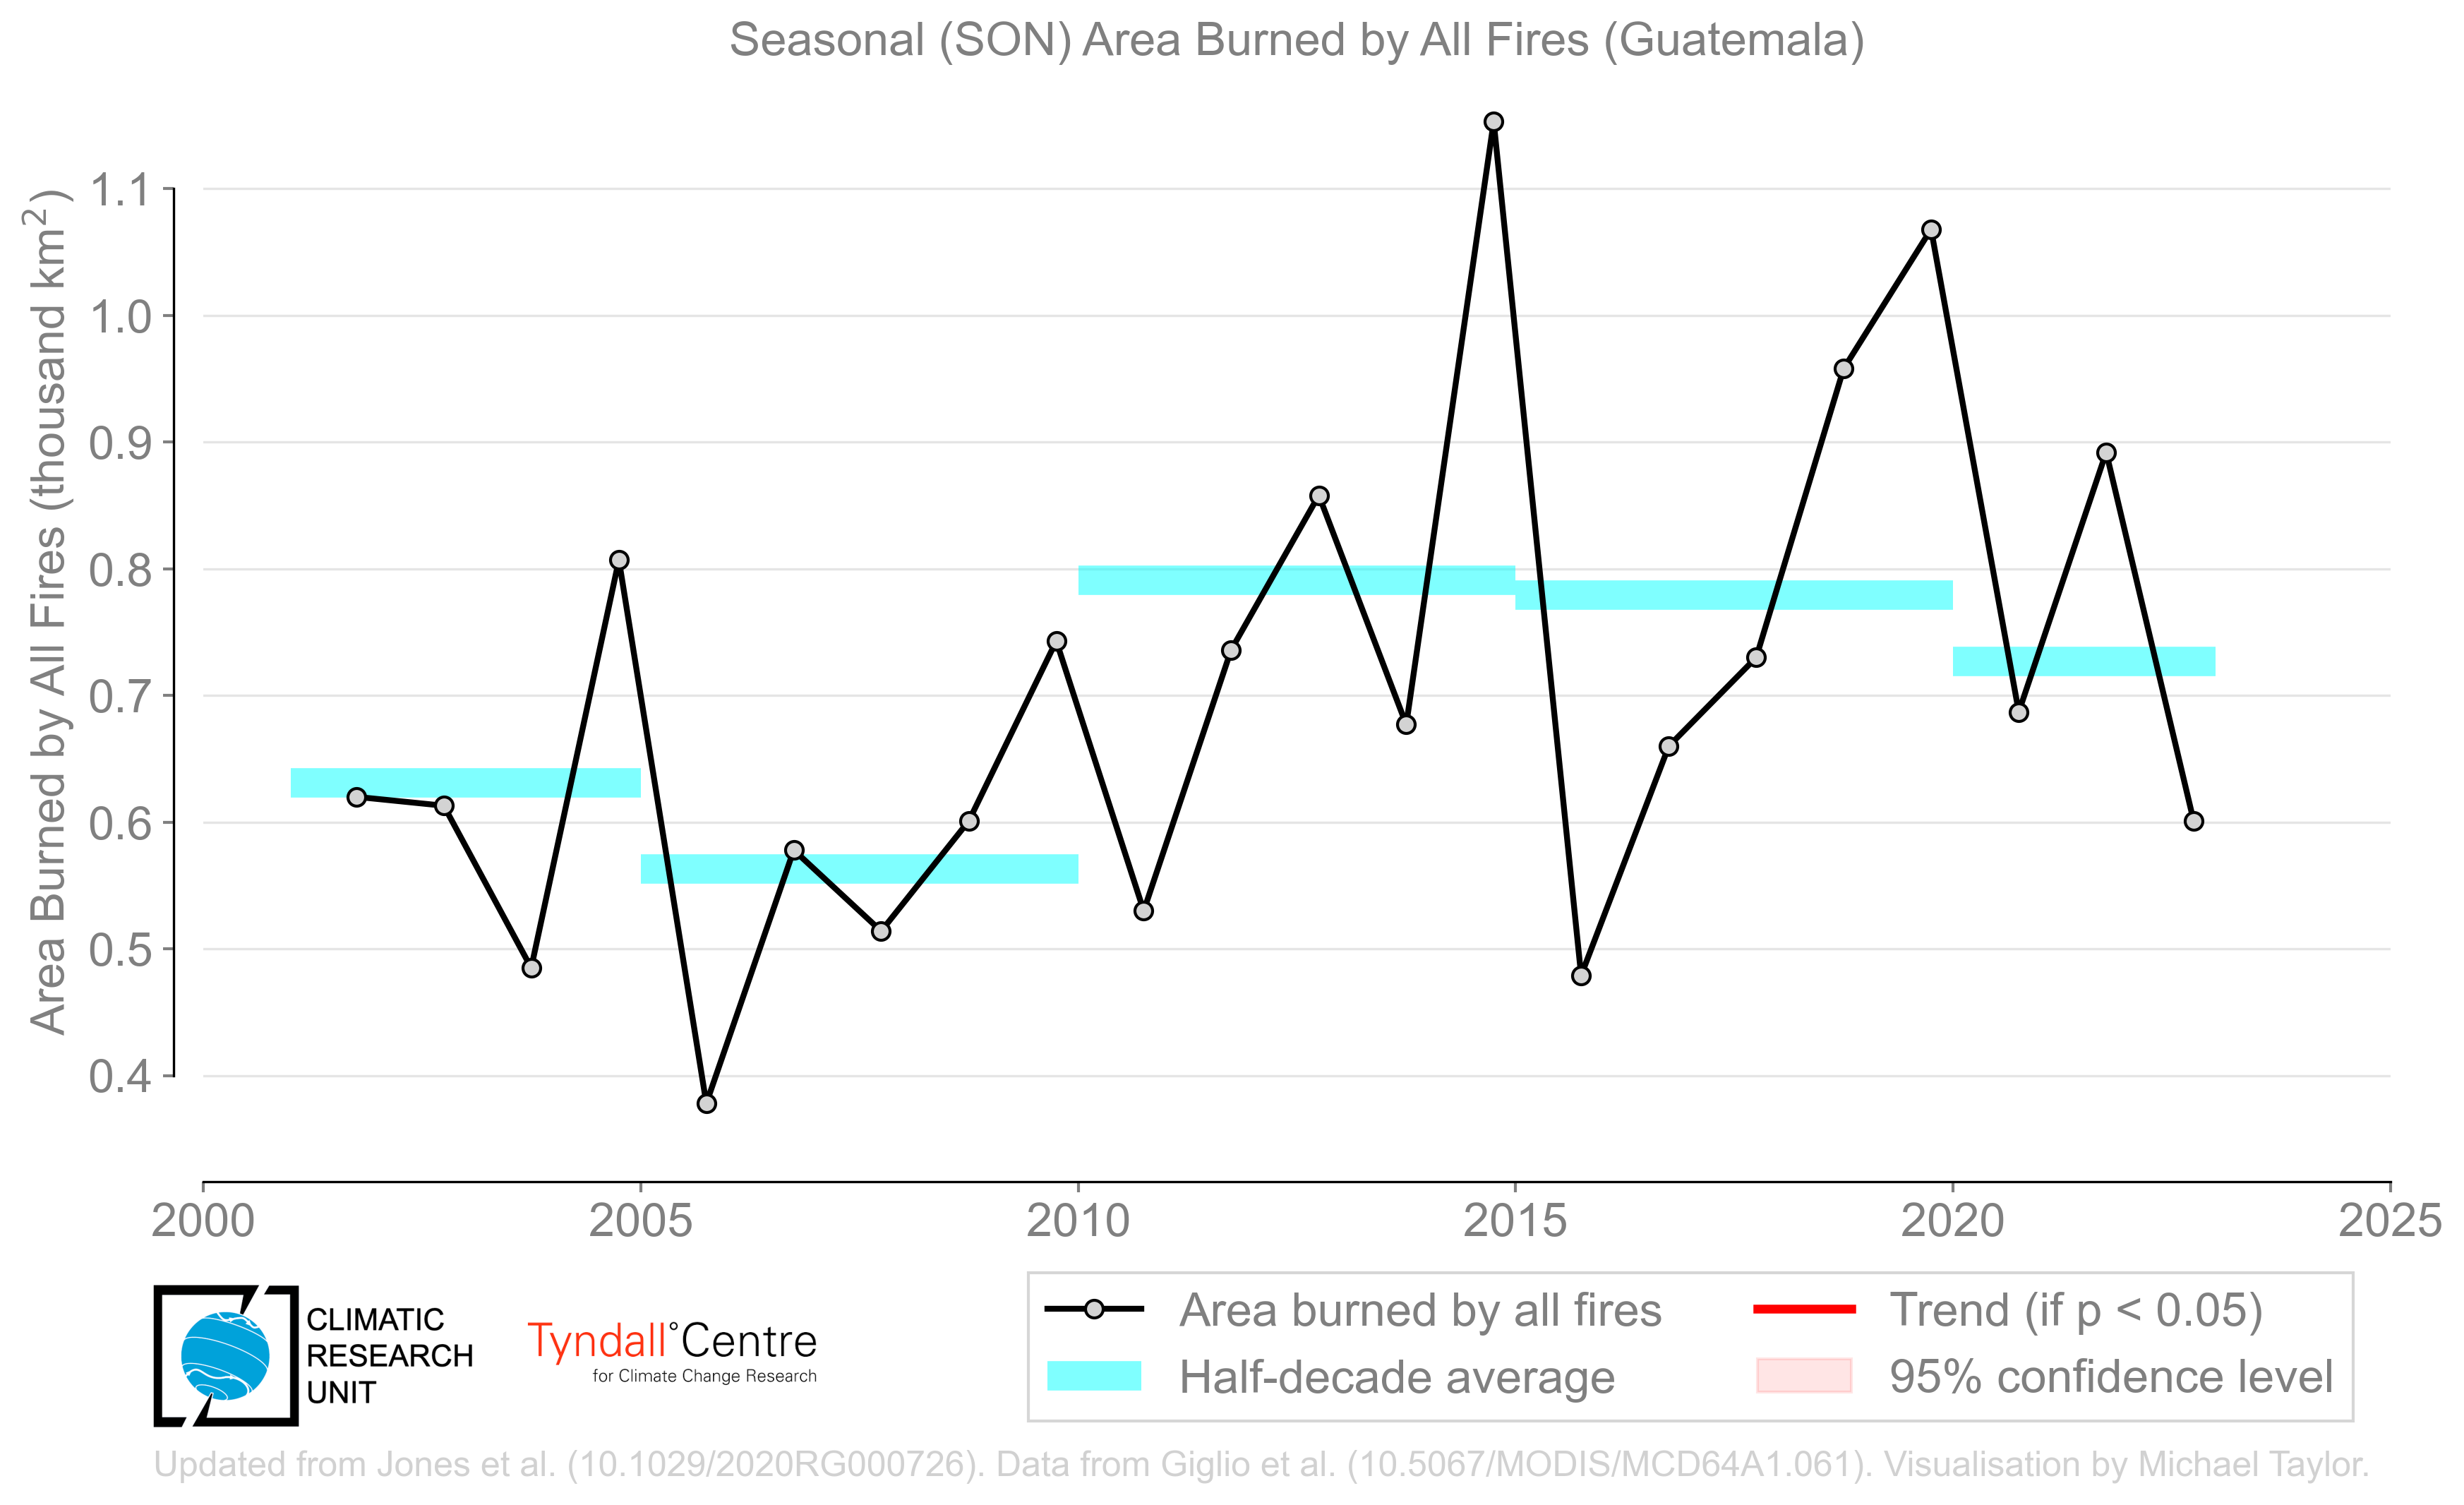 Seasonal (SON) Area Burned by All Fires (Guatemala)
Area Burned by All Fires (thousand km²)
1.1
1.0
0.9
0.8
0.7
0.6
0.5
0.4
2000
2005
2010
2015
2020
2025
CLIMATIC
RESEARCH
UNIT
Tyndall°Centre
for Climate Change Research
Area burned by all fires
Half-decade average
Trend (if p < 0.05)
95% confidence level
Updated from Jones et al. (10.1029/2020RG000726). Data from Giglio et al. (10.5067/MODIS/MCD64A1.061). Visualisation by Michael Taylor.